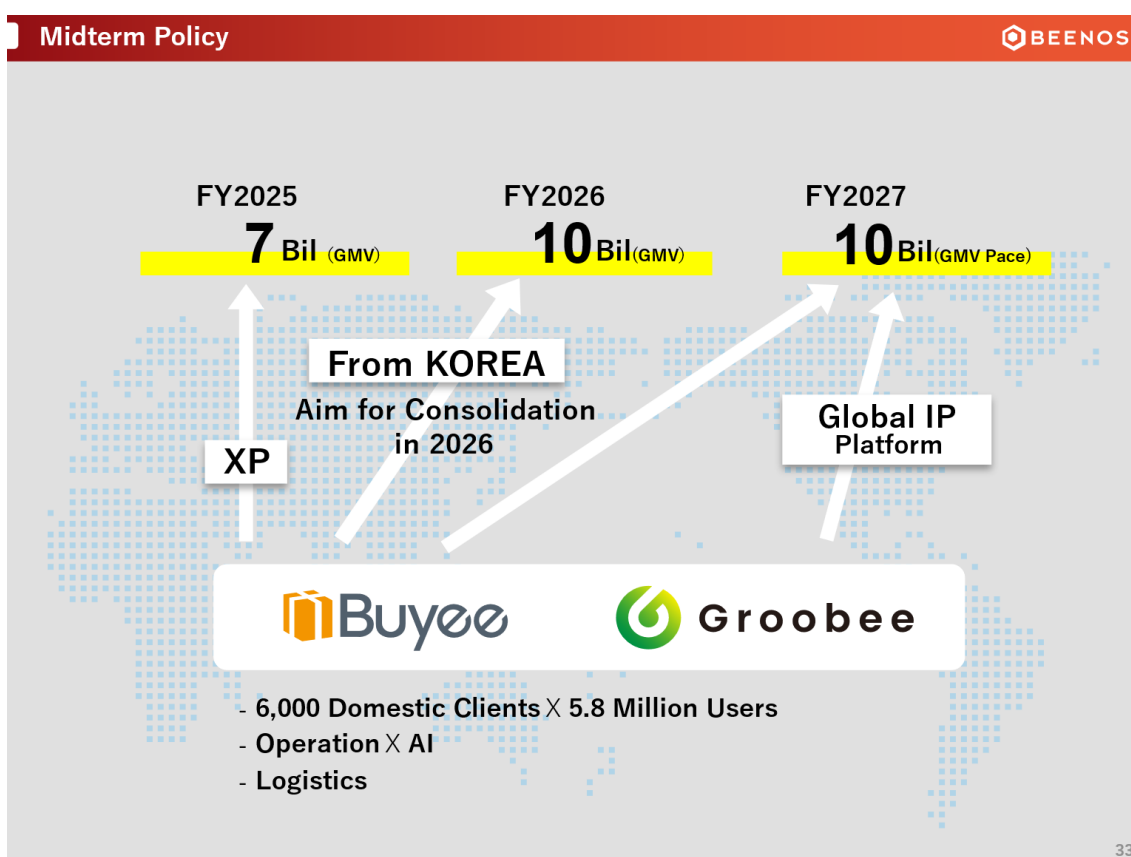 Midterm Policy
BEENOS
FY2025
7 Bil (GMV)
FY2026
10 Bil(GMV)
FY2027
10 Bil(GMV Pace)
From KOREA
Aim for Consolidation
in 2026
XP
Global IP
Platform
Buyee
Groobee
- 6,000 Domestic Clients X 5.8 Million Users
- Operation X AI
- Logistics
33